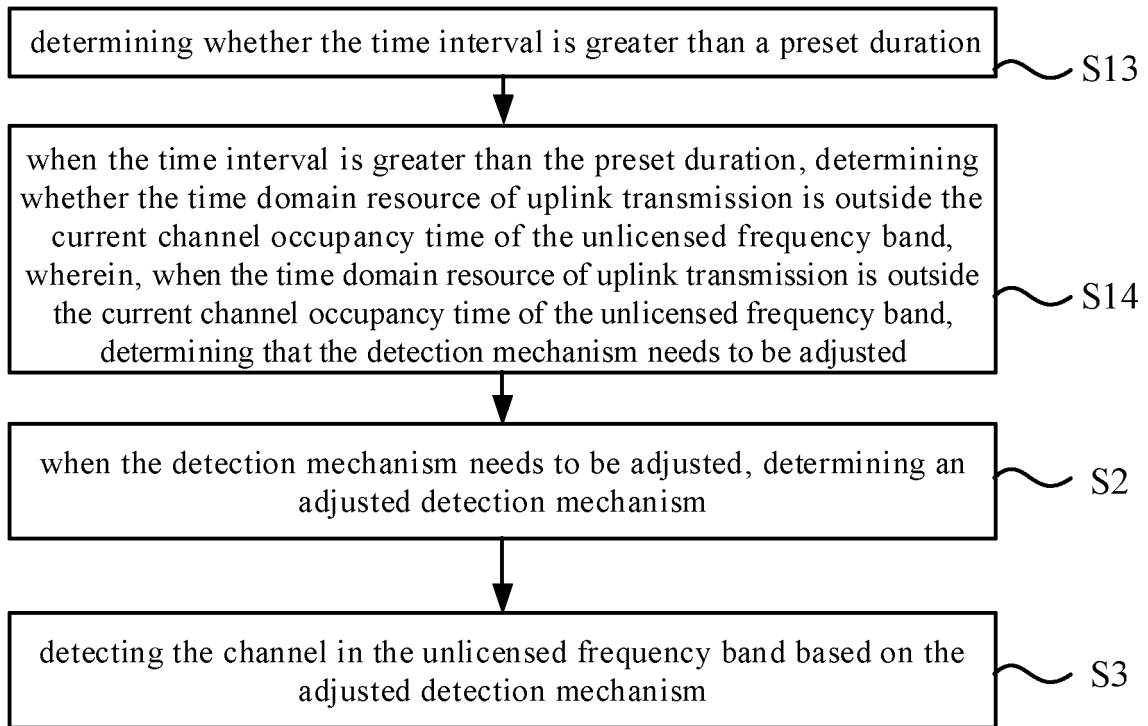 determining whether the time interval is greater than a preset duration
S13
when the time interval is greater than the preset duration, determining
whether the time domain resource of uplink transmission is outside the
current channel occupancy time of the unlicensed frequency band,
wherein, when the time domain resource of uplink transmission is outside
the current channel occupancy time of the unlicensed frequency band,
determining that the detection mechanism needs to be adjusted
S14
when the detection mechanism needs to be adjusted, determining an
adjusted detection mechanism
S2
detecting the channel in the unlicensed frequency band based on the
adjusted detection mechanism
S3